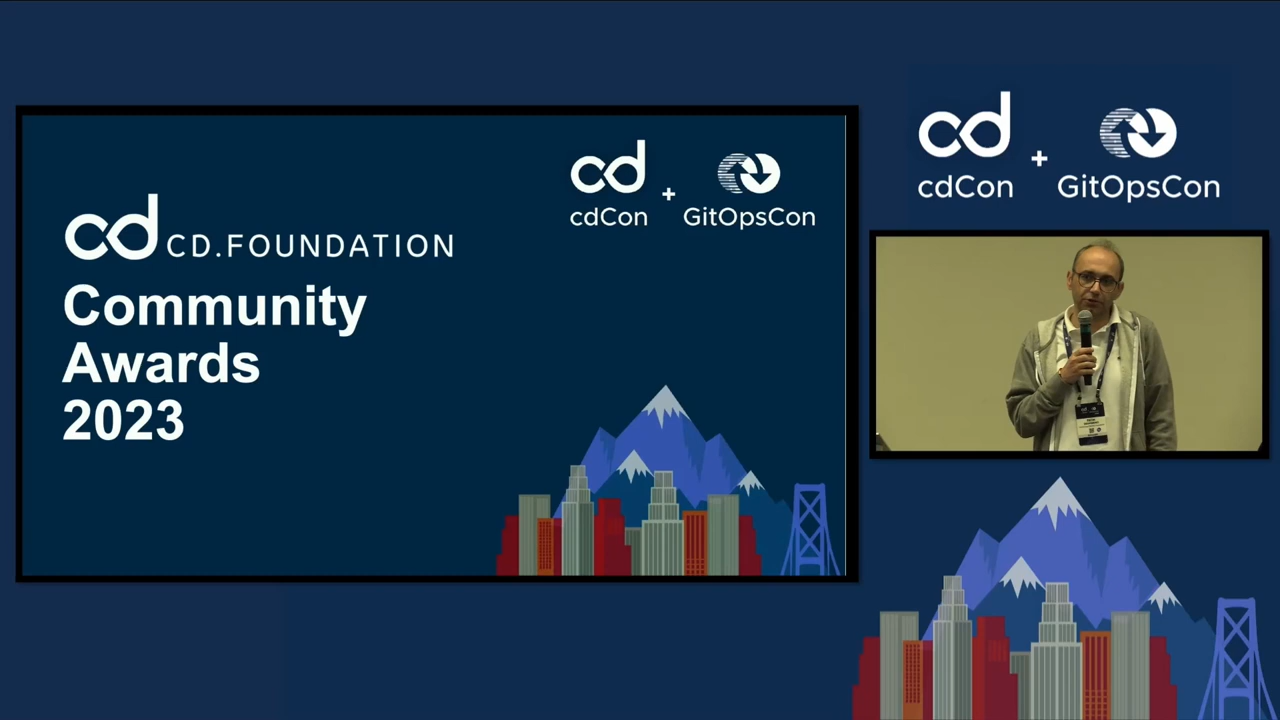 cd
cdCon
+
GitOpsCon
cd CD.FOUNDATION
Community
Awards
2023
cd
cdCon
+
GitOpsCon